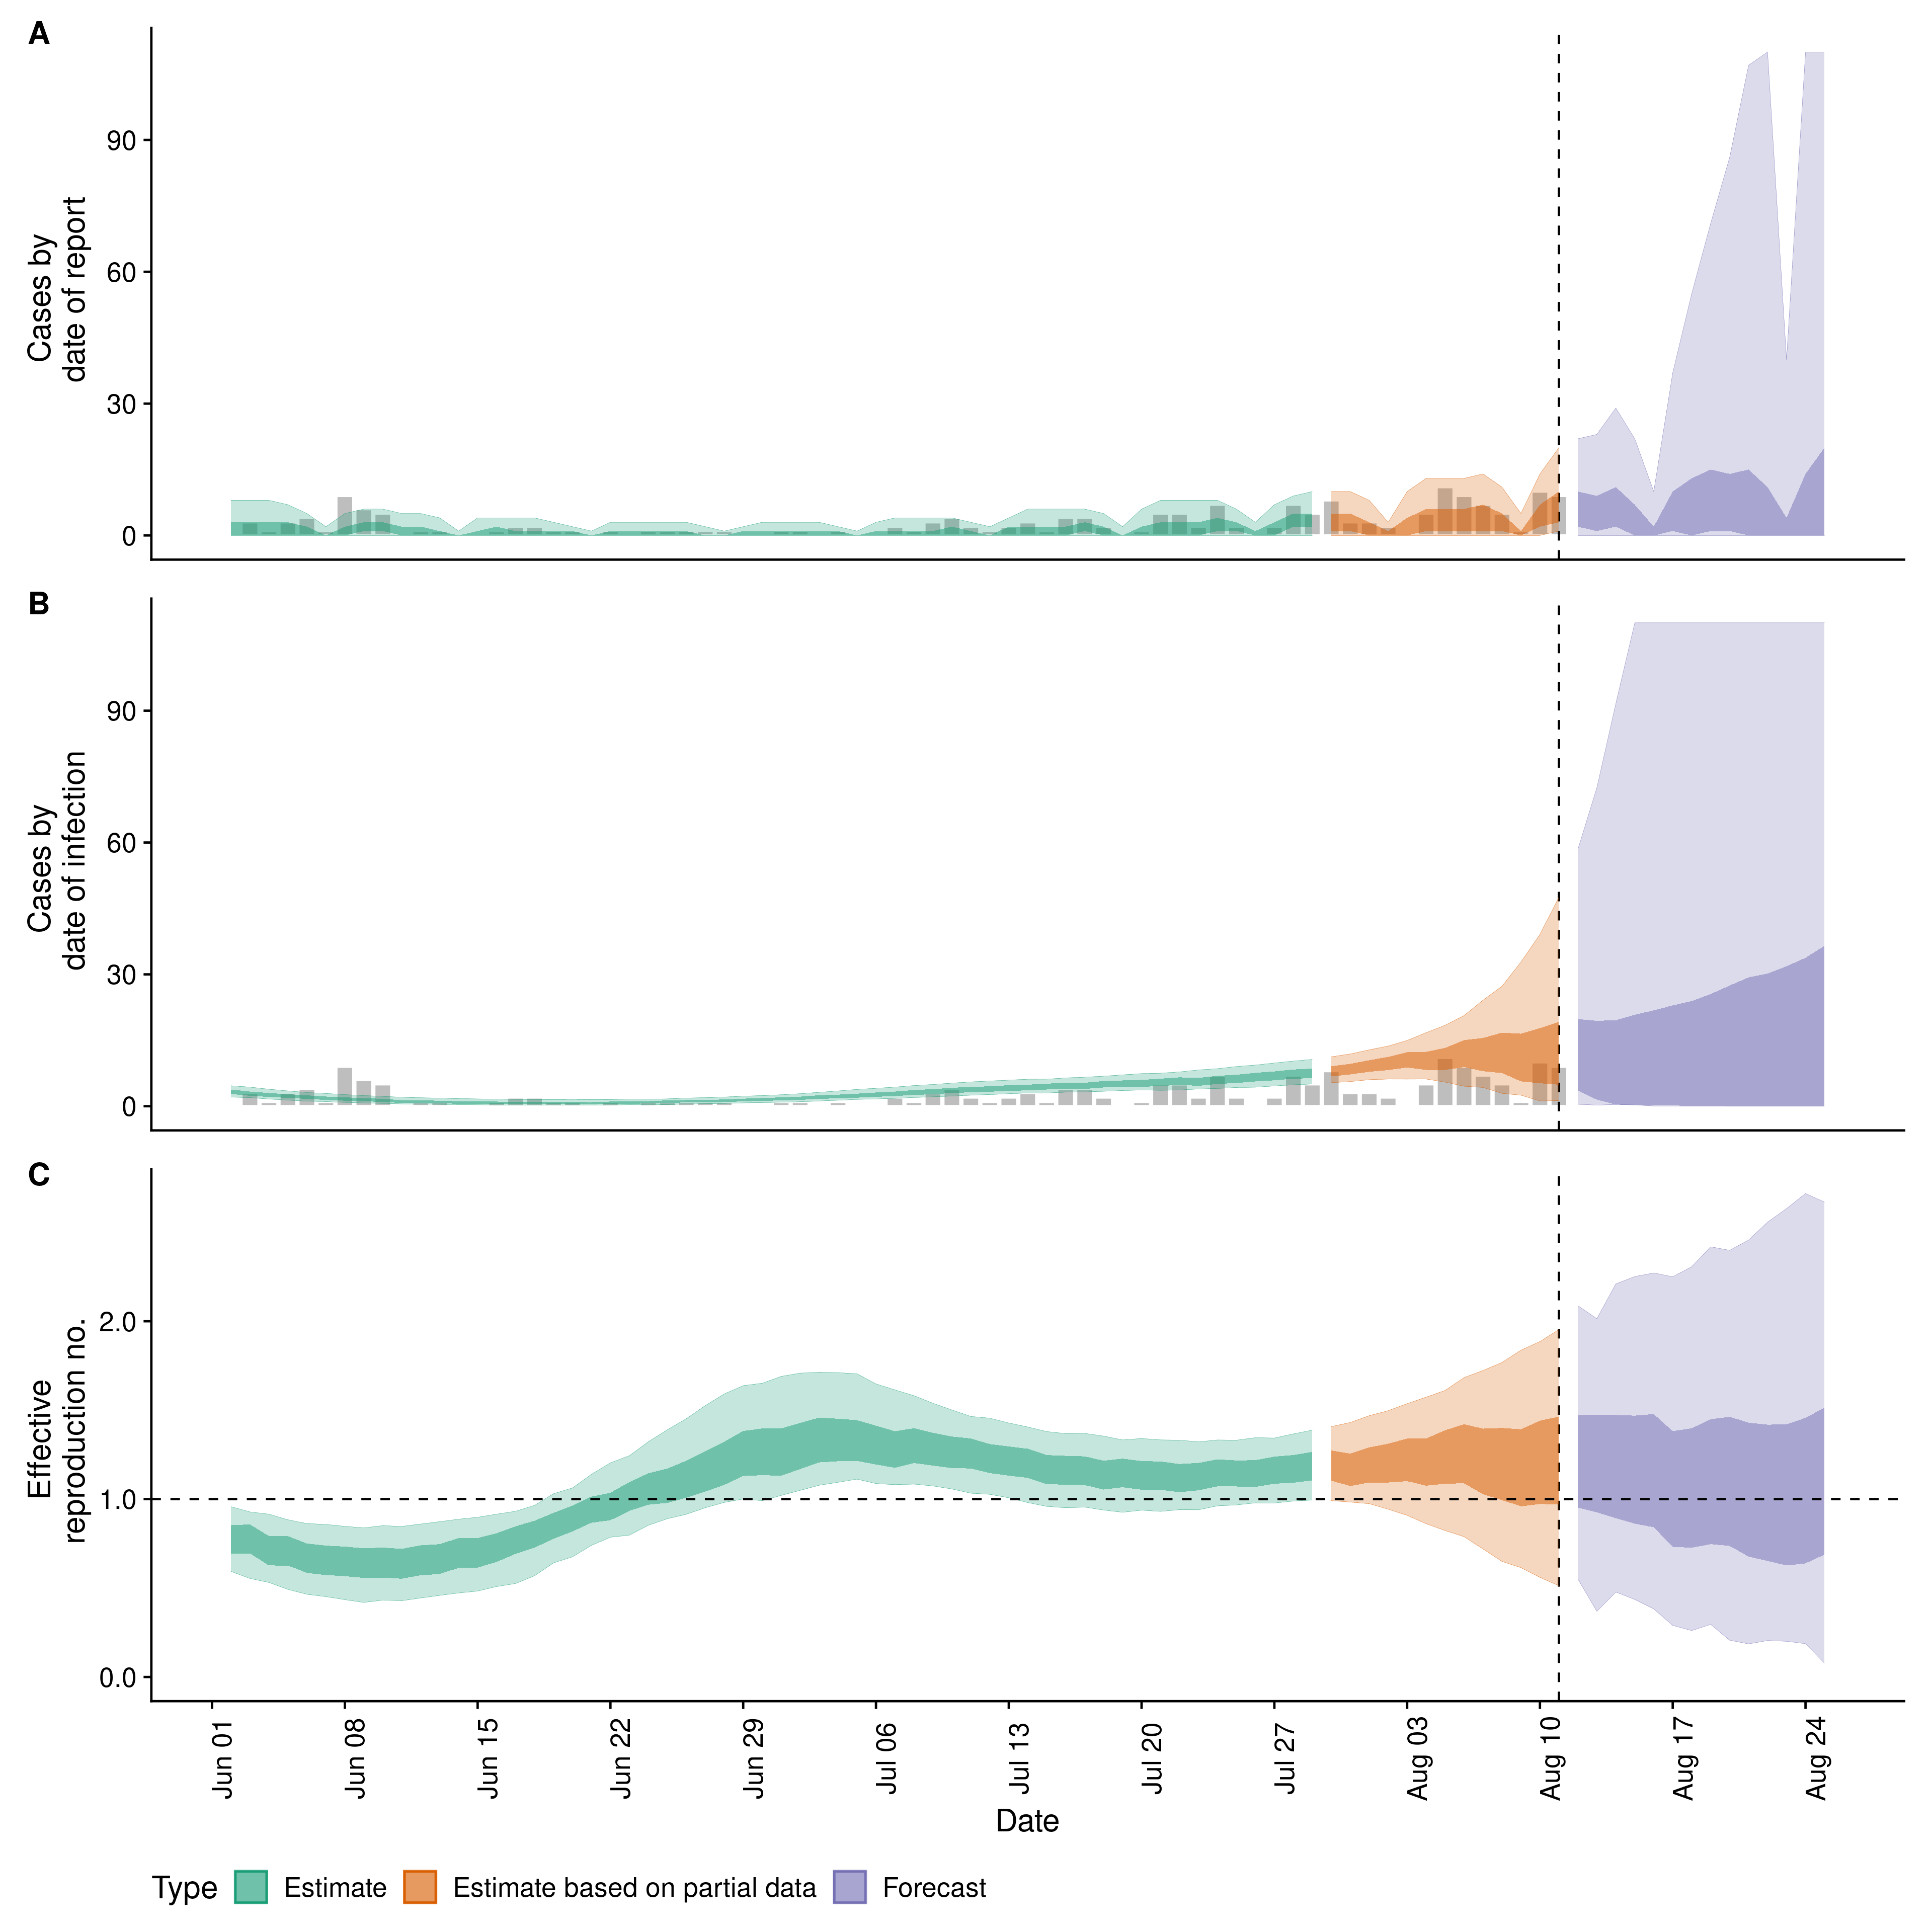 A
Cases by
date of report
90
60
30
0
B
Cases by
date of infection
90
60
30
0
C
Effective
reproduction no.
2.0
1.0
0.0
Jun 01
Jun 08
Jun 15
Jun 22
Jun 29
Jul 06
Jul 13
Jul 20
Jul 27
Aug 03
Aug 10
Aug 17
Aug 24
Date
Type Estimate Estimate based on partial data Forecast